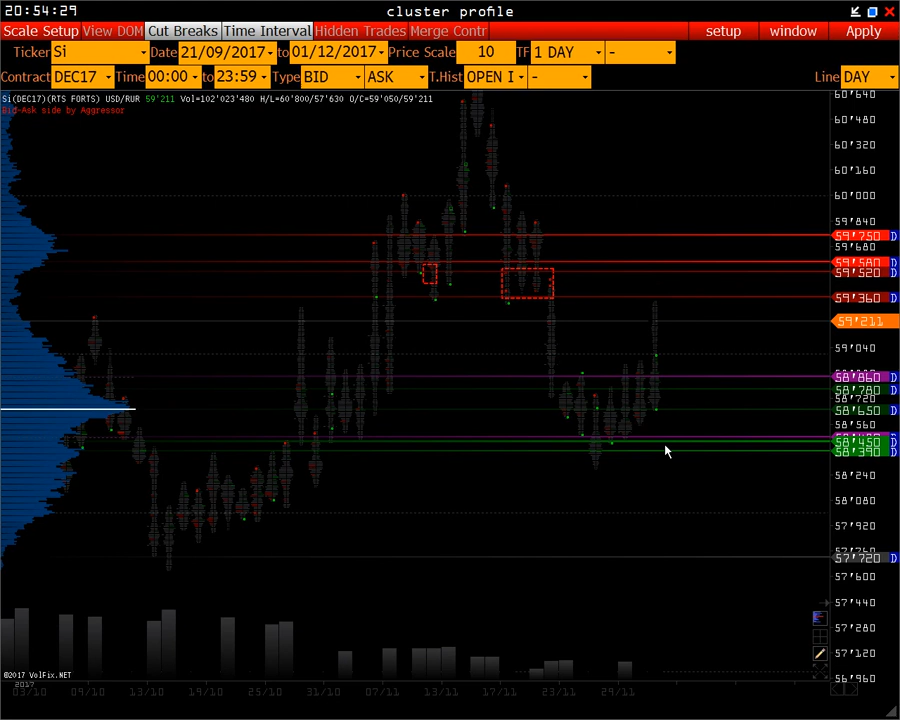 20:54:29 cluster profile
Scale Setup View DOM Cut Breaks Time Interval Hidden Trades Merge Contr setup window Apply
Ticker Si Date 21/09/2017 to 01/12/2017 Price Scale 10 TF 1 DAY -
Contract DEC17 Time 00:00 to 23:59 Type BID ASK T.Hist OPEN I - Line DAY
Si(DEC17)(RTS FORTS) USD/RUR 59'211 Vol=102'023'480 H/L=60'800/57'630 O/C=59'050/59'211
Bid-Ask side by Aggressor
60'640
60'480
60'320
60'160
60'000
59'840
59'750 D
59'680
59'580 D
59'520 D
59'360 D
59'211
59'040
58'860 D
58'780 D
58'720
58'650 D
58'560
58'450 D
58'390 D
58'240
58'080
57'920
57'720 D
57'600
57'440
57'280
57'120
56'960
©2017 VolFix.NET
2017
03/10 09/10 13/10 19/10 25/10 31/10 07/11 13/11 17/11 23/11 29/11